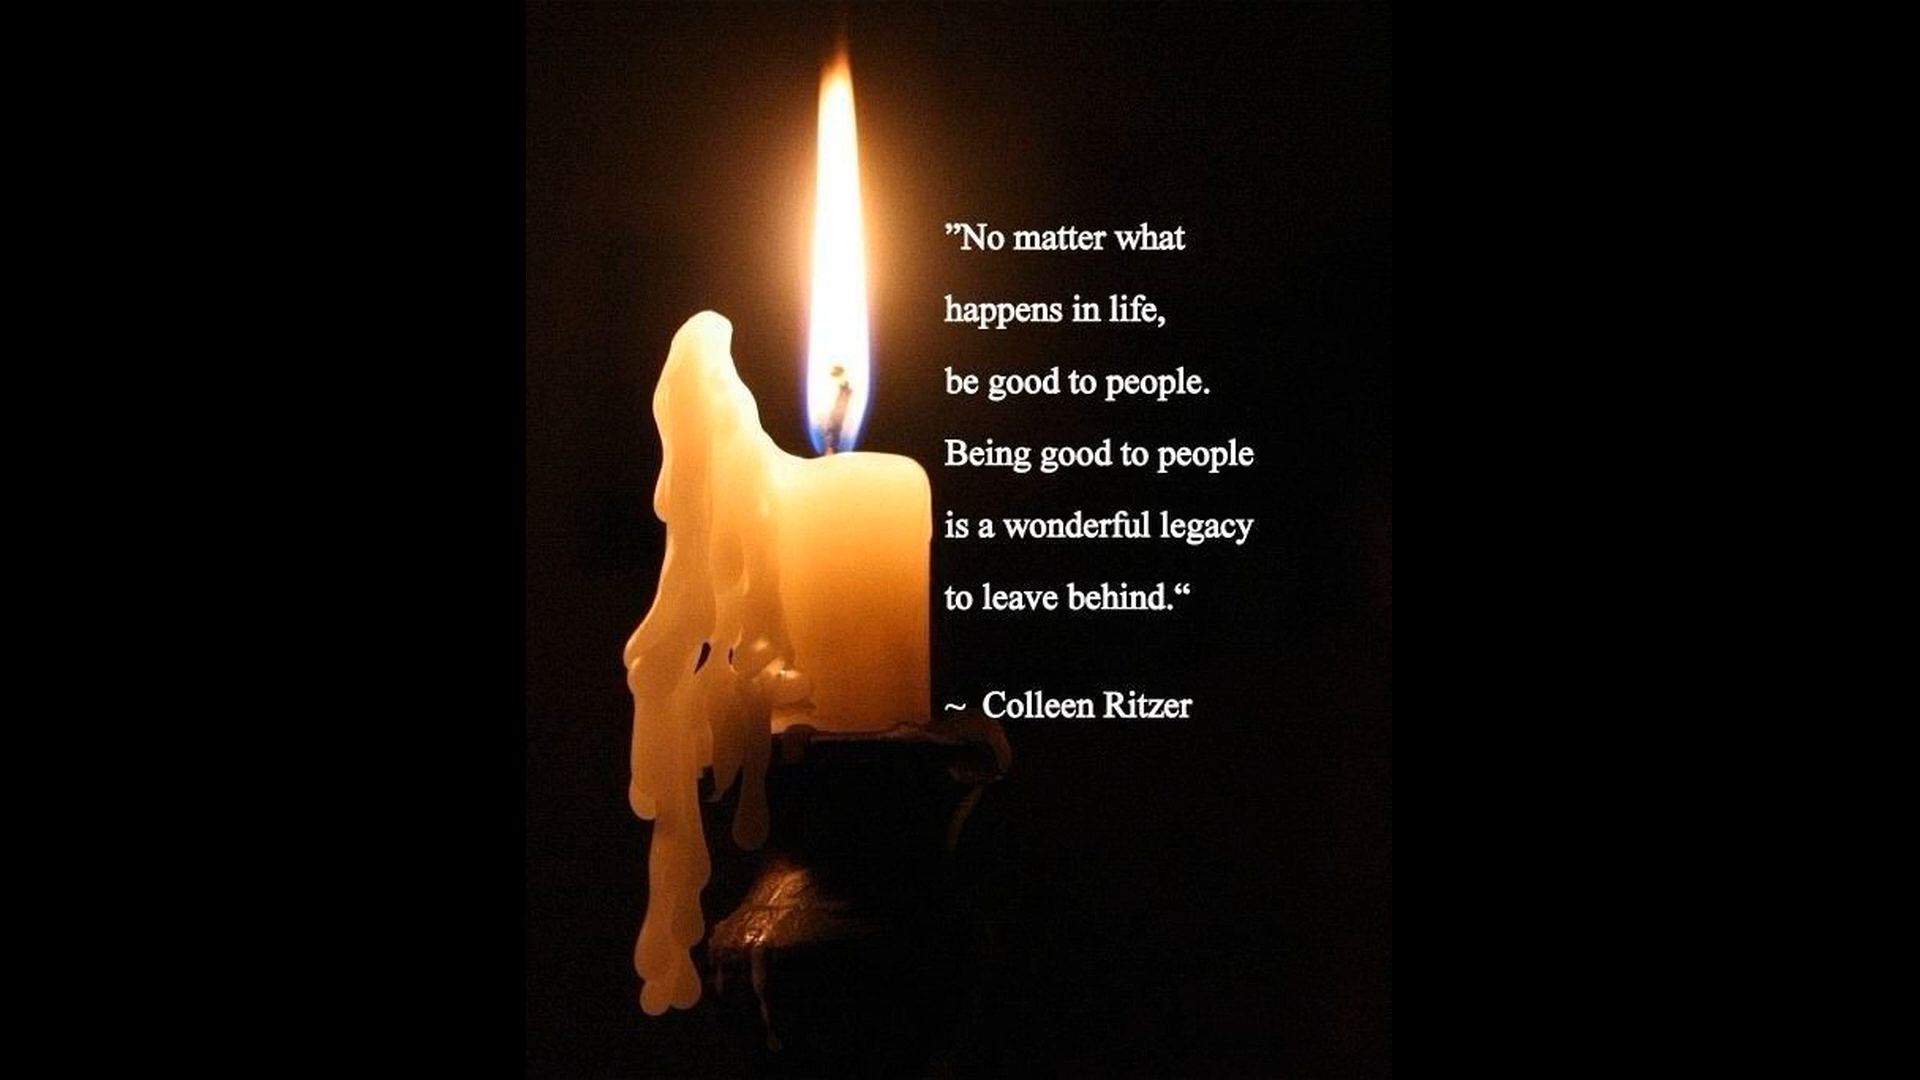 ”No matter what
happens in life,
be good to people.
Being good to people
is a wonderful legacy
to leave behind.“
~ Colleen Ritzer